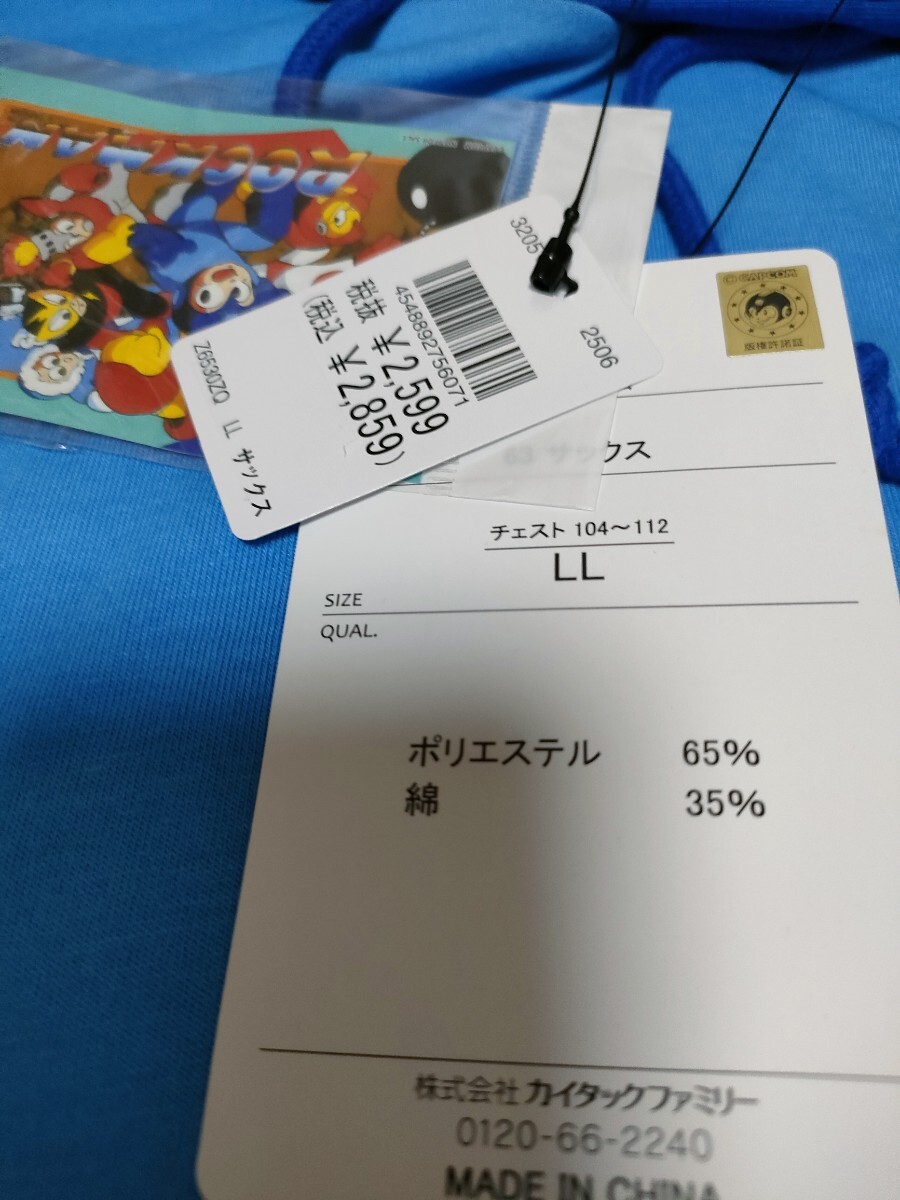 ROCKMAN
3205
2506
4548892756071
税抜 ¥2,599
(税込 ¥2,859)
Z6530ZQ LL サックス
CAPCOM
版権許諾証
63 サックス
チェスト 104~112
LL
SIZE
QUAL.
ポリエステル 65%
綿 35%
株式会社 カイタックファミリー
0120-66-2240
MADE IN CHINA